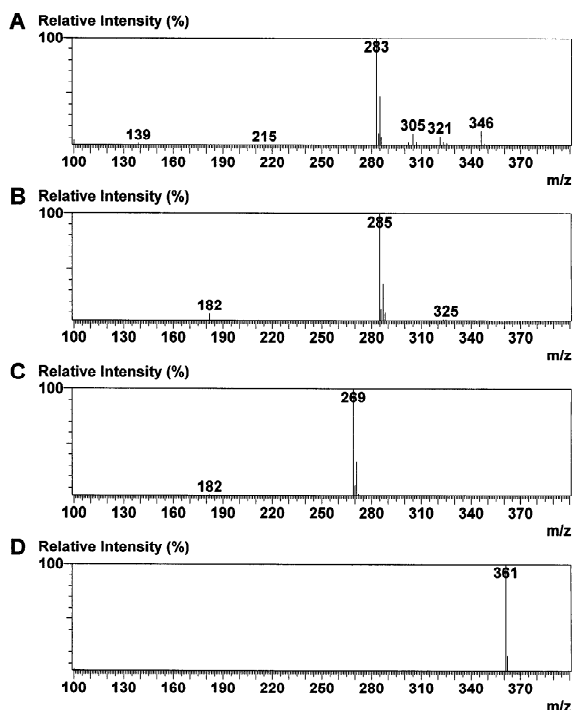 A Relative Intensity (%)
100
283
139 215 305 321 346
100 130 160 190 220 250 280 310 340 370
m/z
B Relative Intensity (%)
100
285
182 325
100 130 160 190 220 250 280 310 340 370
m/z
C Relative Intensity (%)
100
269
182
100 130 160 190 220 250 280 310 340 370
m/z
D Relative Intensity (%)
100
361
100 130 160 190 220 250 280 310 340 370
m/z